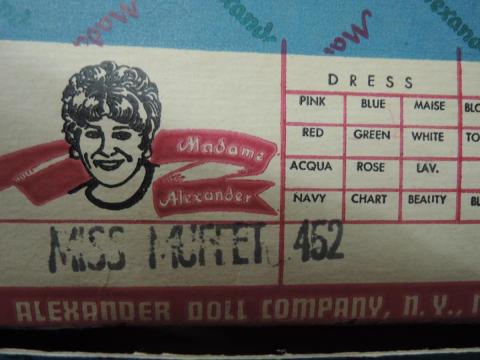 DRESS
PINK BLUE MAISE
RED GREEN WHITE
ACQUA ROSE LAV.
NAVY CHART BEAUTY
Madame
Alexander
MISS MUFFET 452
ALEXANDER DOLL COMPANY, N. Y.,